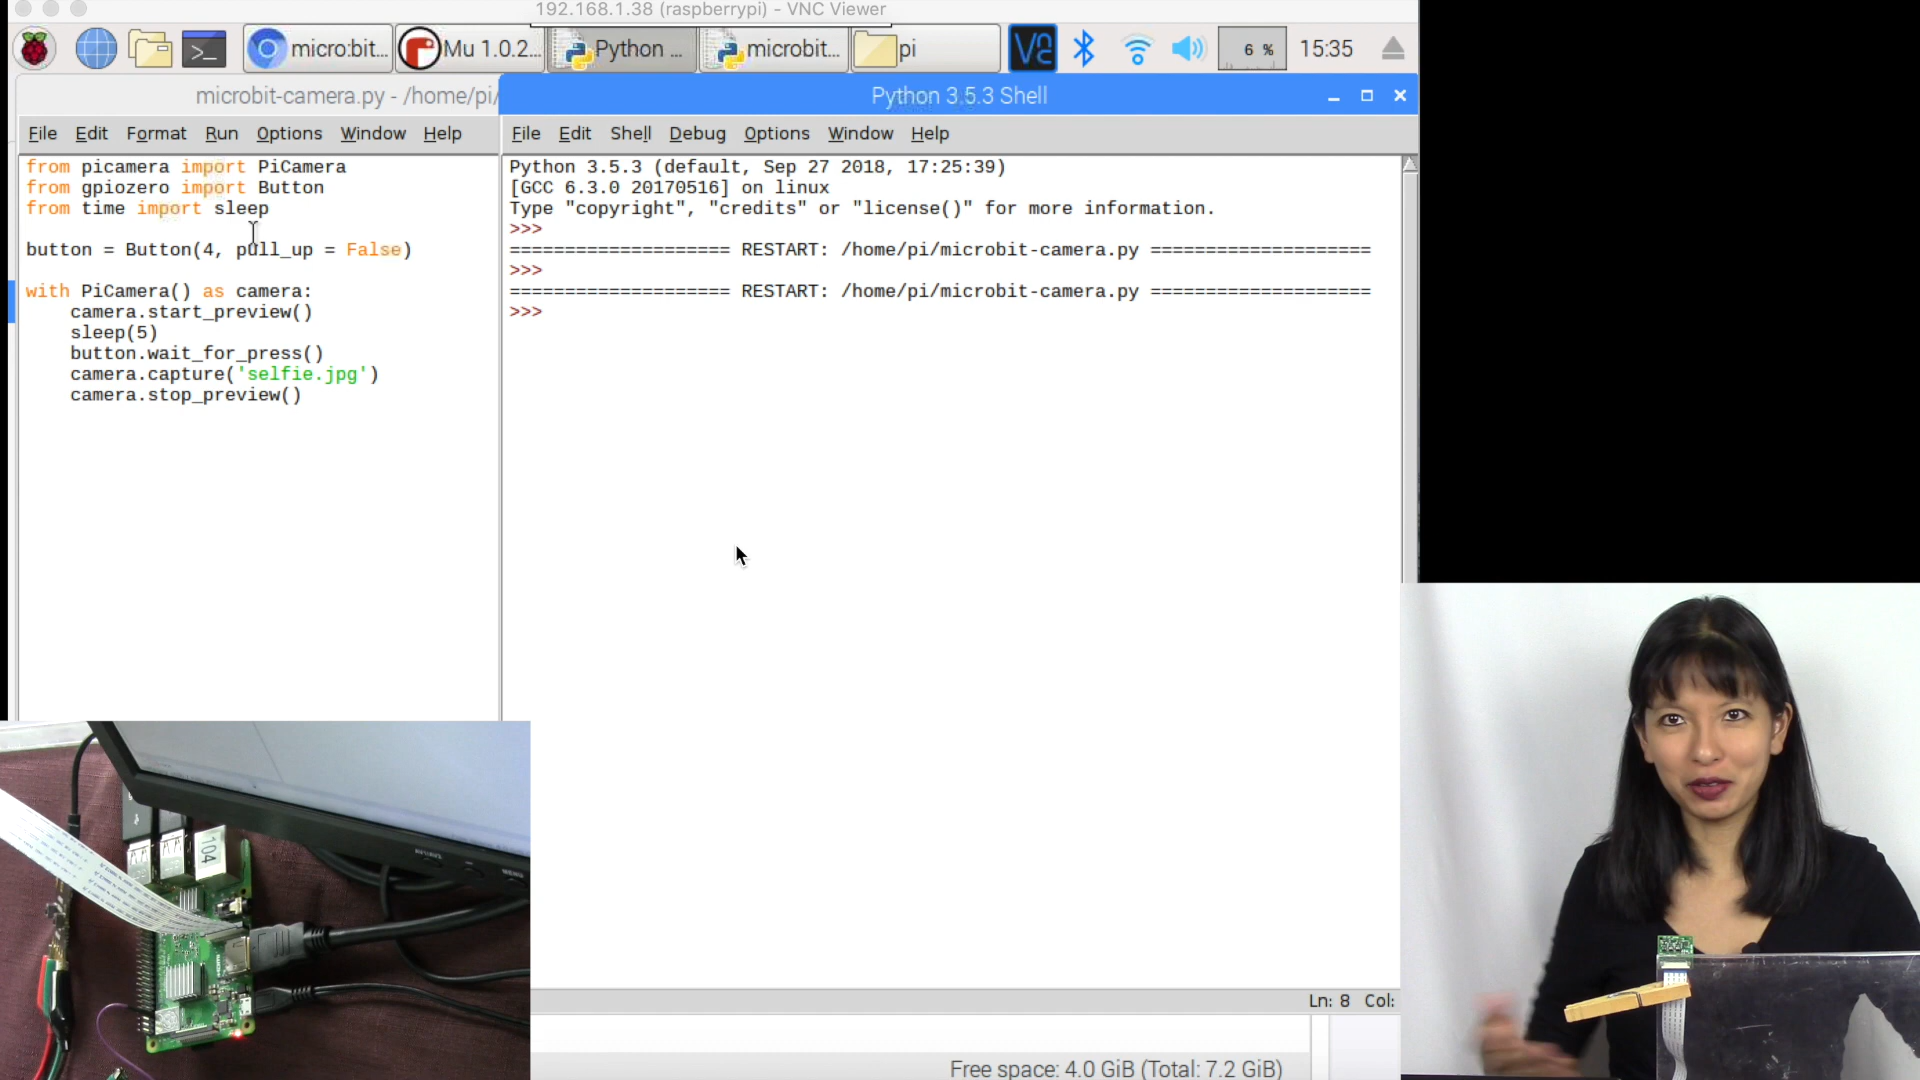 192.168.1.38 (raspberrypi) - VNC Viewer
micro:bit...
Mu 1.0.2...
Python ...
microbit...
pi
6 %
15:35
microbit-camera.py - /home/pi/
Python 3.5.3 Shell
File Edit Format Run Options Window Help
File Edit Shell Debug Options Window Help
from picamera import PiCamera
from gpiozero import Button
from time import sleep
button = Button(4, pull_up = False)
with PiCamera() as camera:
camera.start_preview()
sleep(5)
button.wait_for_press()
camera.capture('selfie.jpg')
camera.stop_preview()
Python 3.5.3 (default, Sep 27 2018, 17:25:39)
[GCC 6.3.0 20170516] on linux
Type "copyright", "credits" or "license()" for more information.
>>>
==================== RESTART: /home/pi/microbit-camera.py ====================
>>>
==================== RESTART: /home/pi/microbit-camera.py ====================
>>>
104
Ln: 8 Col:
Free space: 4.0 GiB (Total: 7.2 GiB)